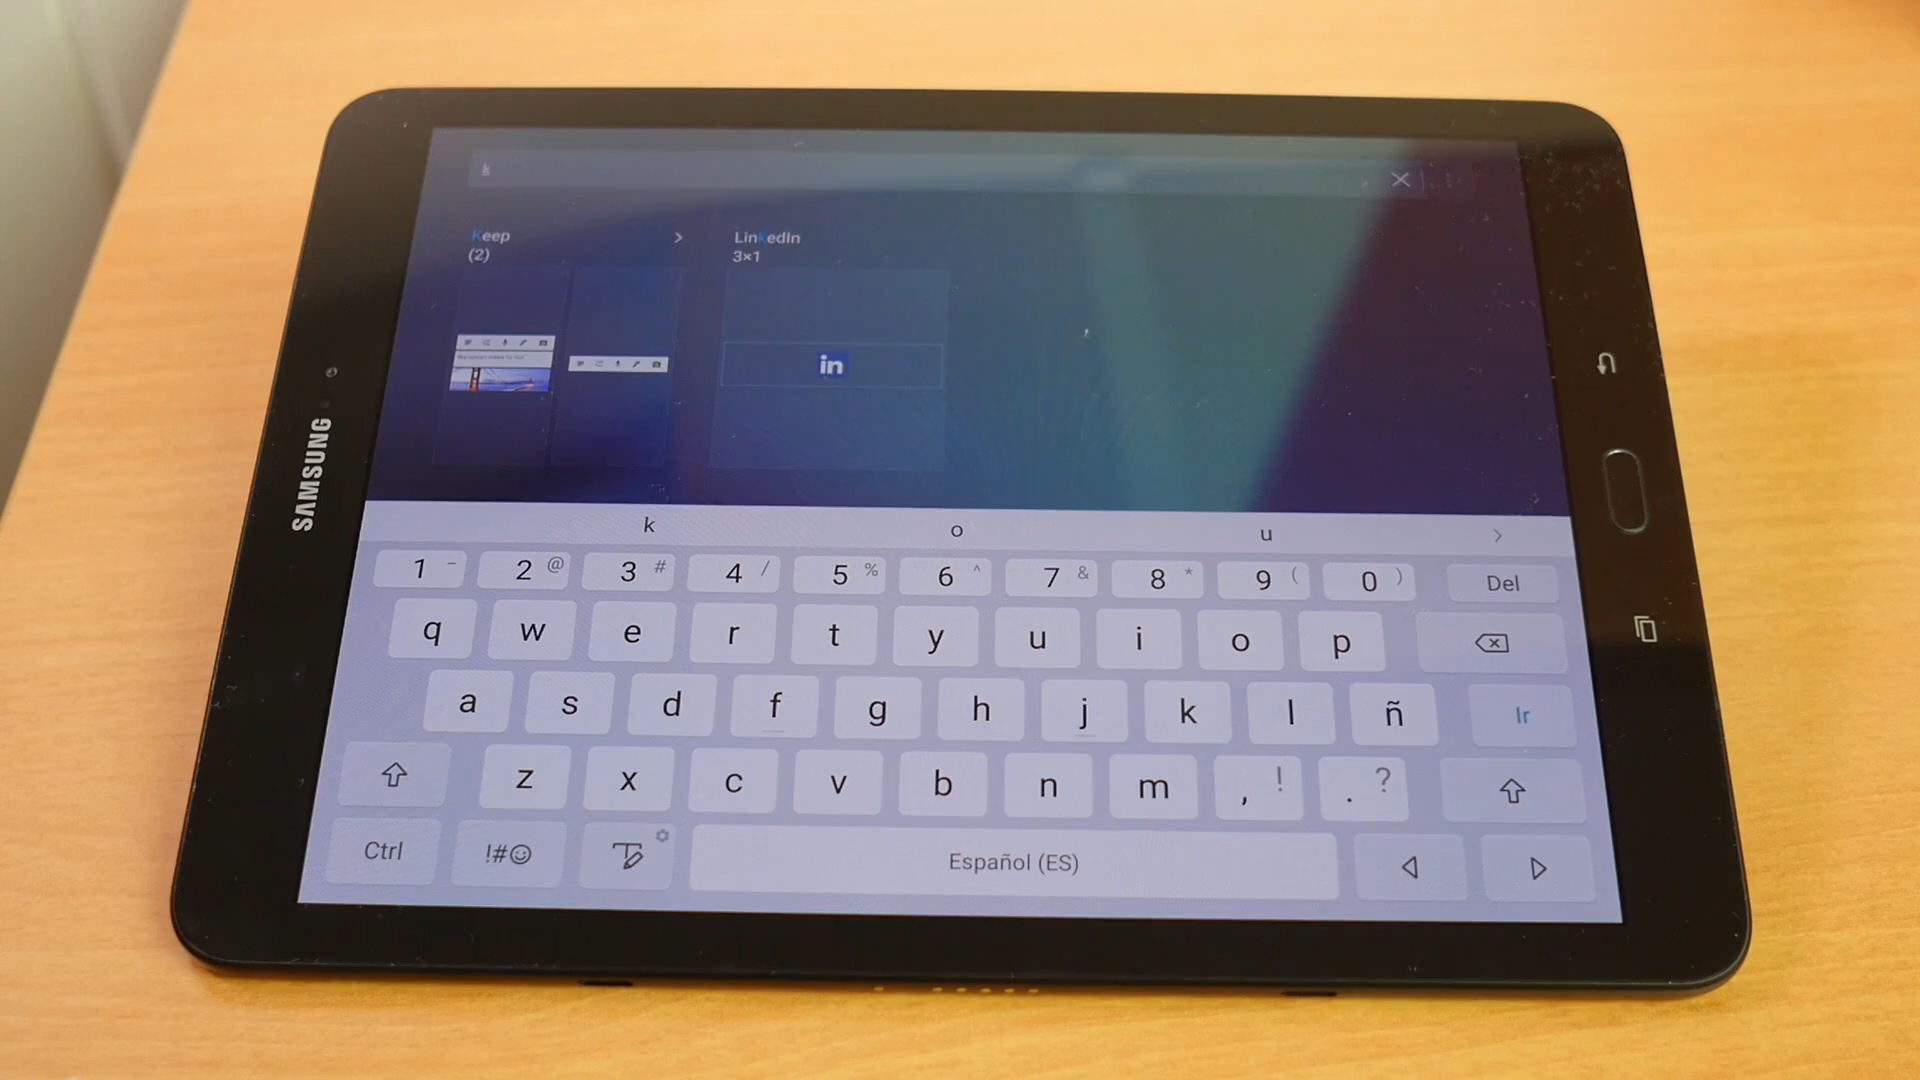 k
Keep
(2)
LinkedIn
3×1
in
SAMSUNG
k o u
1 - 2 @ 3 # 4 / 5 % 6 ^ 7 & 8 * 9 ( 0 ) Del
q w e r t y u i o p
a s d f g h j k l ñ Ir
z x c v b n m , ! . ?
Ctrl !#☺ T Español (ES)